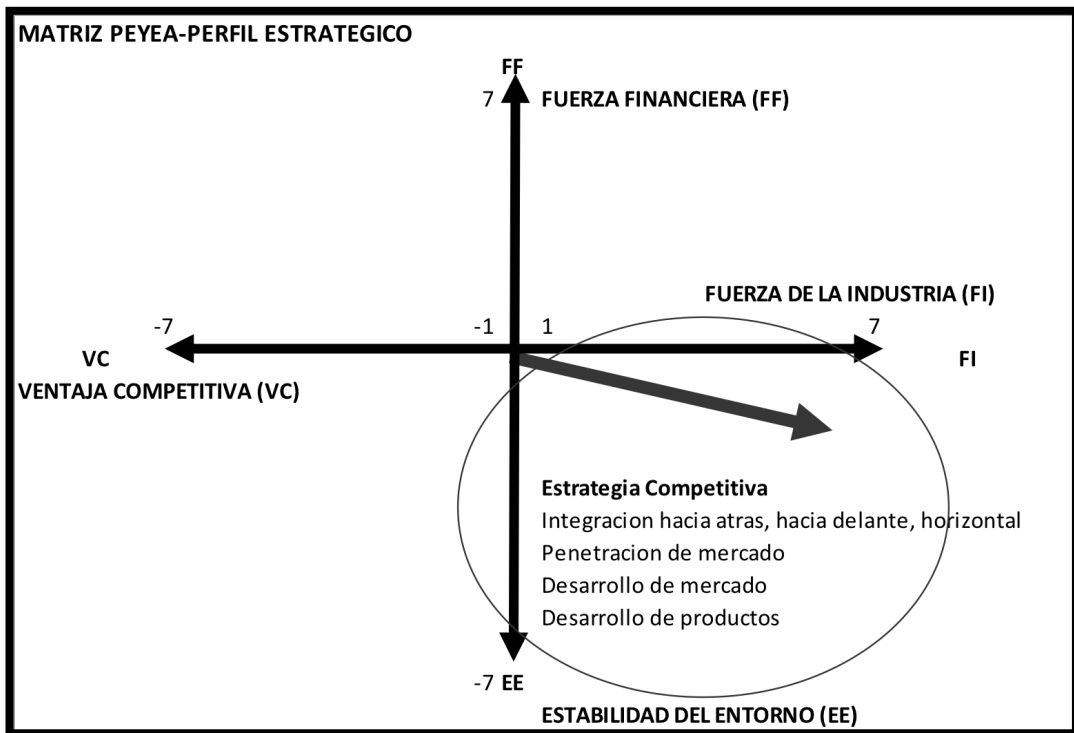 MATRIZ PEYEA-PERFIL ESTRATEGICO
FF
7 FUERZA FINANCIERA (FF)
FUERZA DE LA INDUSTRIA (FI)
-7 -1 1 7
VC FI
VENTAJA COMPETITIVA (VC)
Estrategia Competitiva
Integracion hacia atras, hacia delante, horizontal
Penetracion de mercado
Desarrollo de mercado
Desarrollo de productos
-7 EE
ESTABILIDAD DEL ENTORNO (EE)